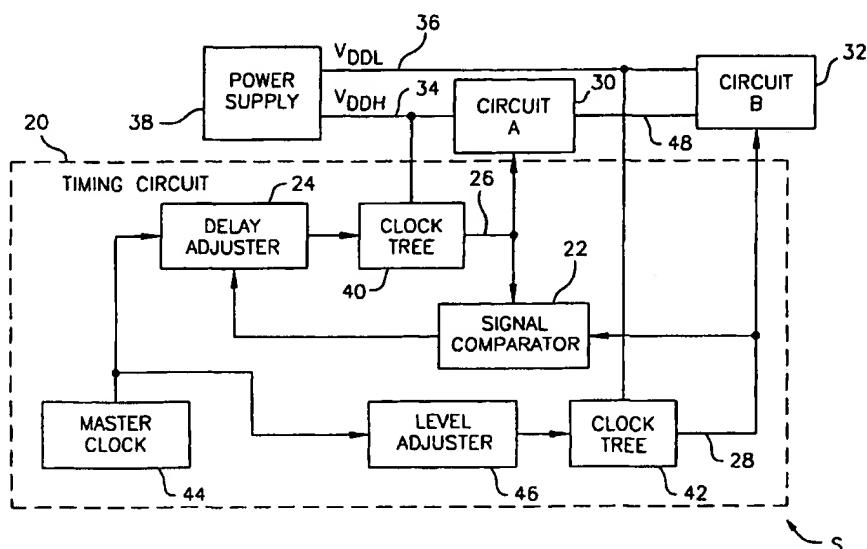 36
32
V_DDL
POWER
SUPPLY
34
30
CIRCUIT
B
V_DDH
CIRCUIT
A
38
48
20
TIMING CIRCUIT
24
26
DELAY
ADJUSTER
CLOCK
TREE
22
40
SIGNAL
COMPARATOR
MASTER
CLOCK
LEVEL
ADJUSTER
CLOCK
TREE
28
44
46
42
S